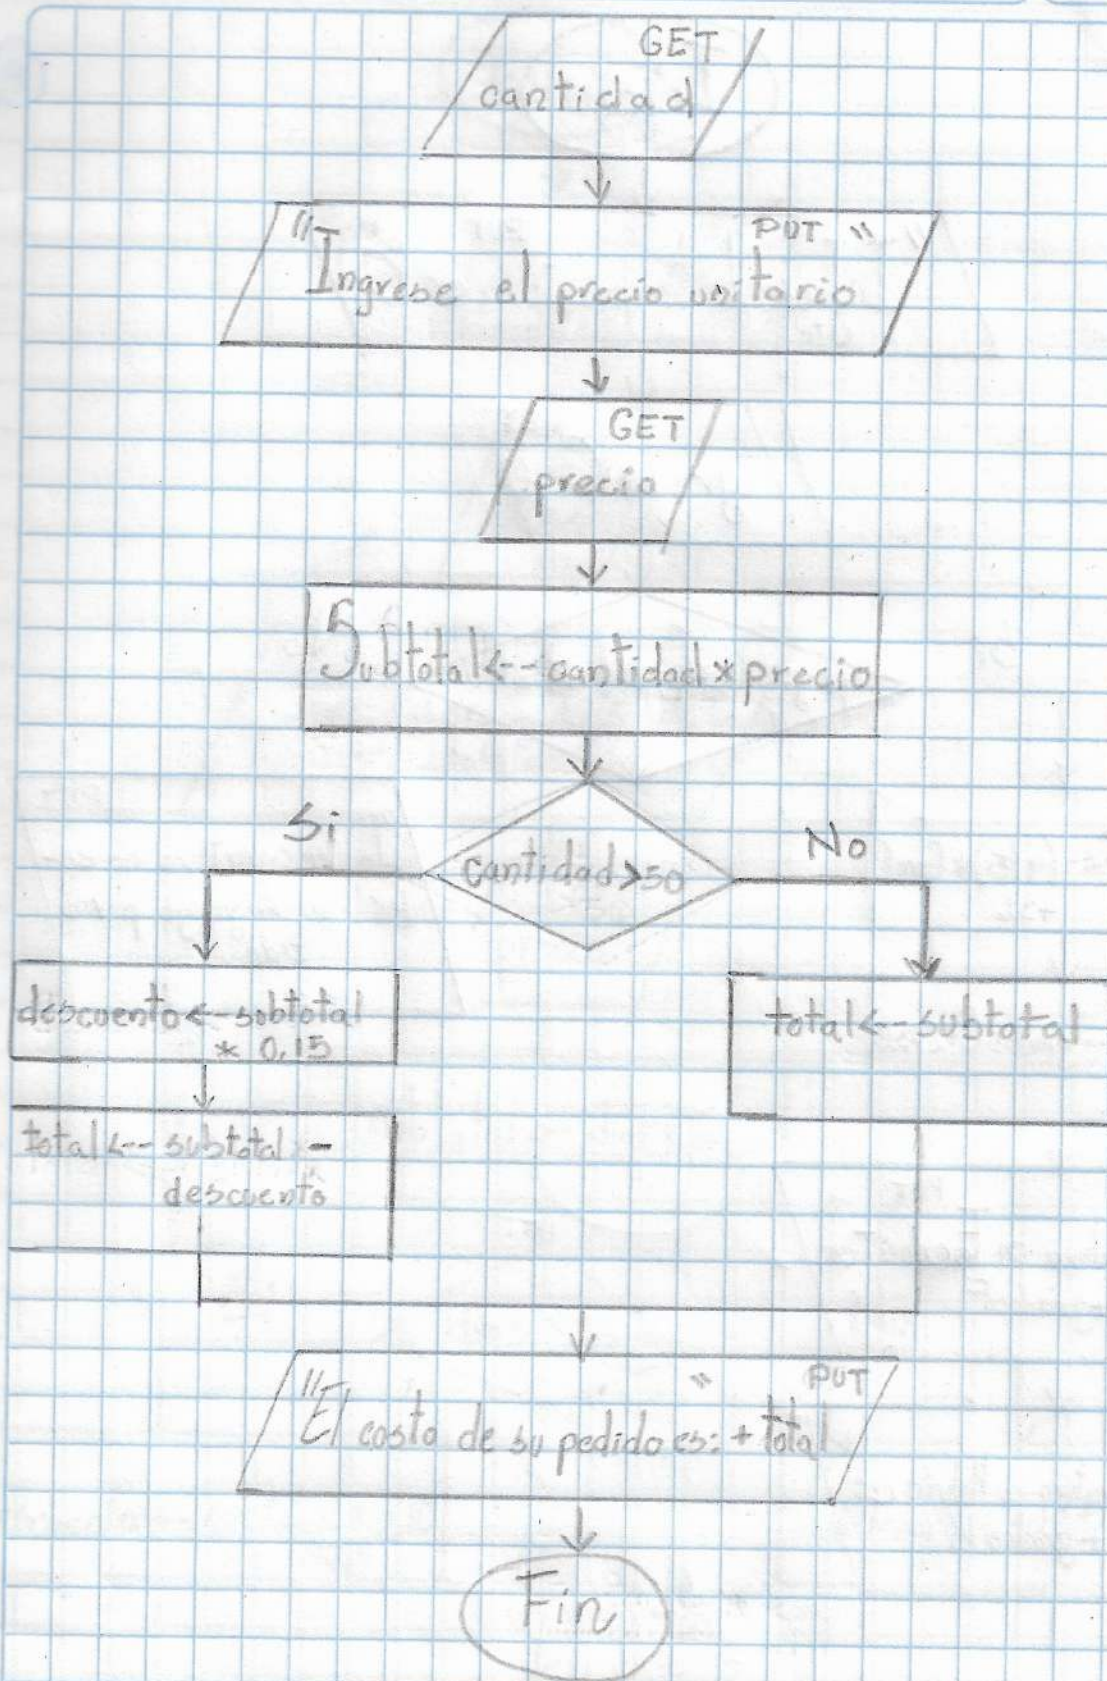 GET
cantidad
" PUT "
Ingrese el precio unitario
GET
precio
Subtotal<--cantidad*precio
Si
No
cantidad>50
descuento<--subtotal
* 0,15
total<--subtotal
total<-- subtotal -
descuento
" " PUT
El costo de su pedido es: + total
Fin